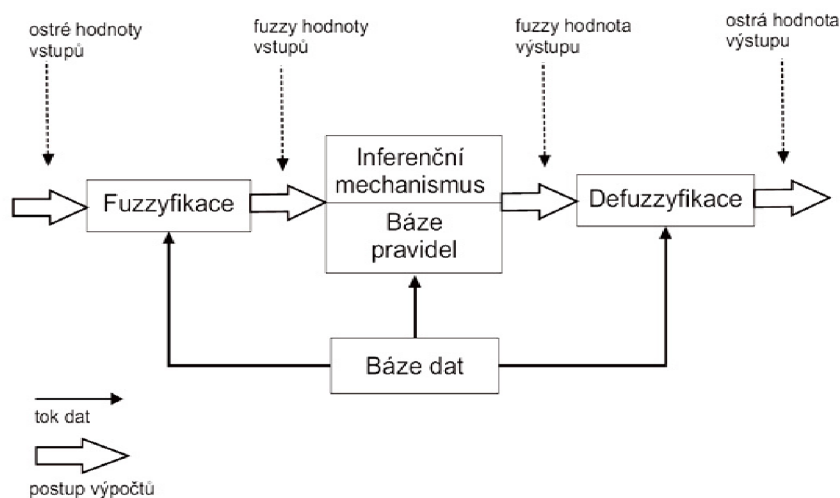 ostré hodnoty
vstupů
fuzzy hodnoty
vstupů
fuzzy hodnota
výstupu
ostrá hodnota
výstupu
Fuzzyfikace
Inferenční
mechanismus
Báze
pravidel
Defuzzyfikace
Báze dat
tok dat
postup výpočtů